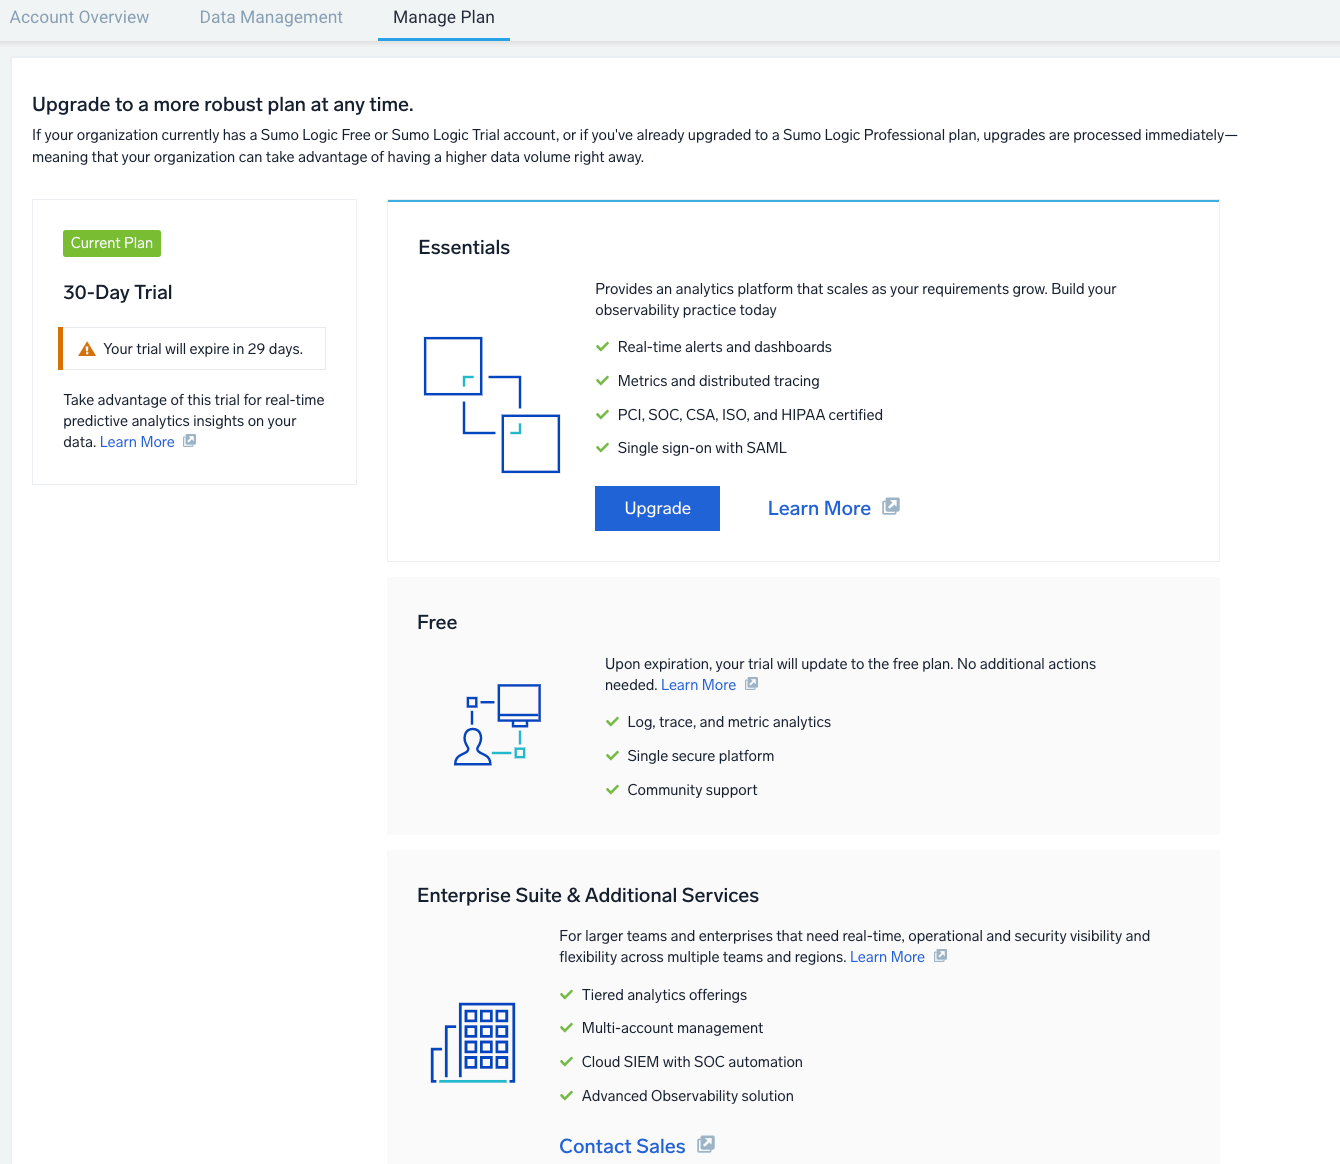 Account Overview
Data Management
Manage Plan
Upgrade to a more robust plan at any time.
If your organization currently has a Sumo Logic Free or Sumo Logic Trial account, or if you've already upgraded to a Sumo Logic Professional plan, upgrades are processed immediately—
meaning that your organization can take advantage of having a higher data volume right away.
Current Plan
30-Day Trial
Your trial will expire in 29 days.
Take advantage of this trial for real-time
predictive analytics insights on your
data. Learn More
Essentials
Provides an analytics platform that scales as your requirements grow. Build your
observability practice today
Real-time alerts and dashboards
Metrics and distributed tracing
PCI, SOC, CSA, ISO, and HIPAA certified
Single sign-on with SAML
Upgrade
Learn More
Free
Upon expiration, your trial will update to the free plan. No additional actions
needed. Learn More
Log, trace, and metric analytics
Single secure platform
Community support
Enterprise Suite & Additional Services
For larger teams and enterprises that need real-time, operational and security visibility and
flexibility across multiple teams and regions. Learn More
Tiered analytics offerings
Multi-account management
Cloud SIEM with SOC automation
Advanced Observability solution
Contact Sales